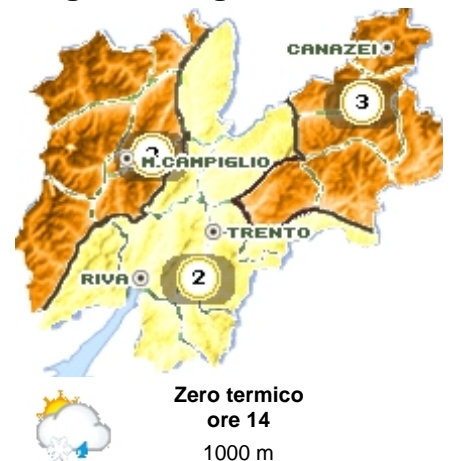 CANAZEI
3
M.CAMPIGLIO
TRENTO
RIVA
2
Zero termico
ore 14
1000 m